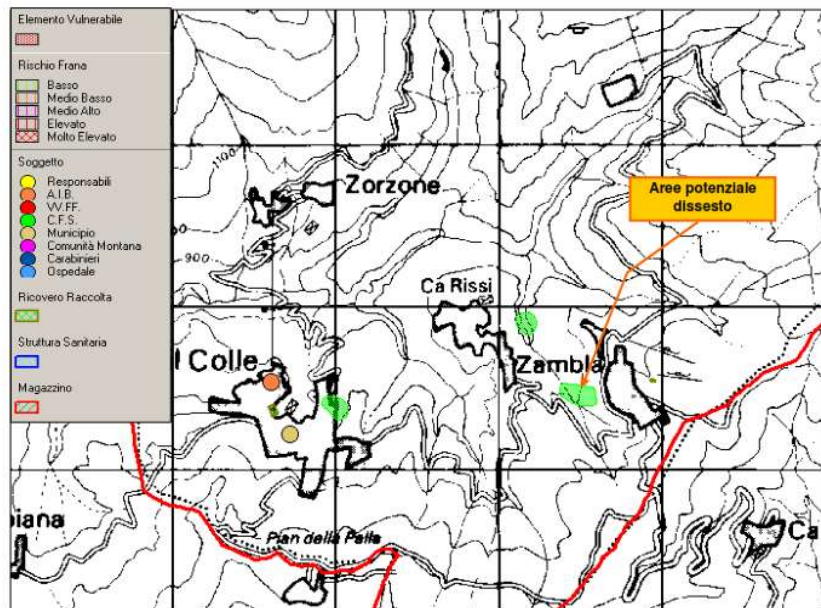 Elemento Vulnerabile
Rischio Frana
Basso
Medio Basso
Medio Alto
Elevato
Molto Elevato
Soggetto
Responsabili
A.I.B.
VV.FF.
C.F.S.
Municipio
Comunità Montana
Carabinieri
Ospedale
Ricovero Raccolta
Struttura Sanitaria
Magazzino
1100
Zorzone
Aree potenziale
dissesto
900
Ca Rissi
l Colle
Zambla
piana
Pian della Palla
Ca